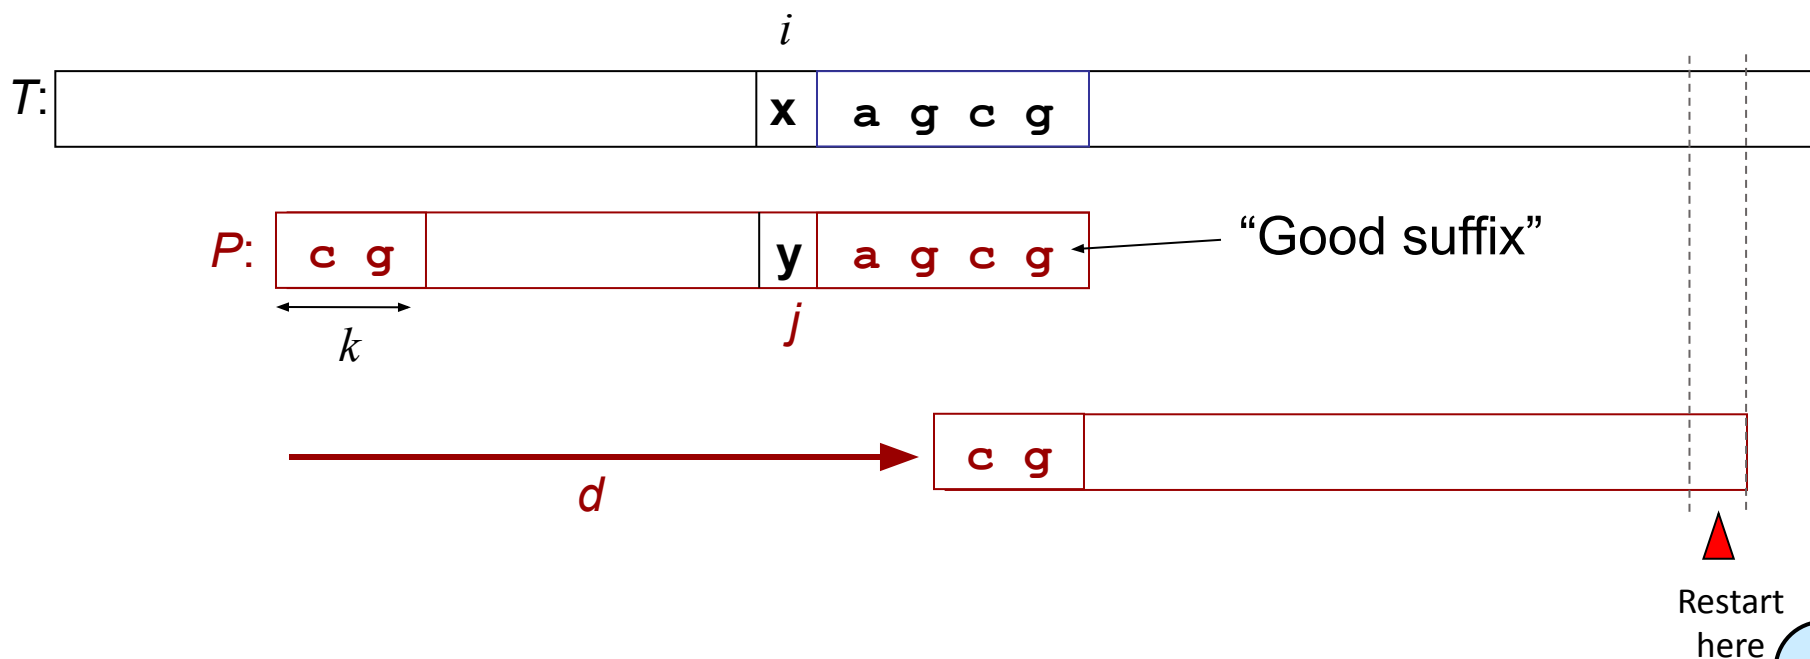 i
T: x a g c g
P: c g y a g c g “Good suffix”
k j
c g
d
Restart
here